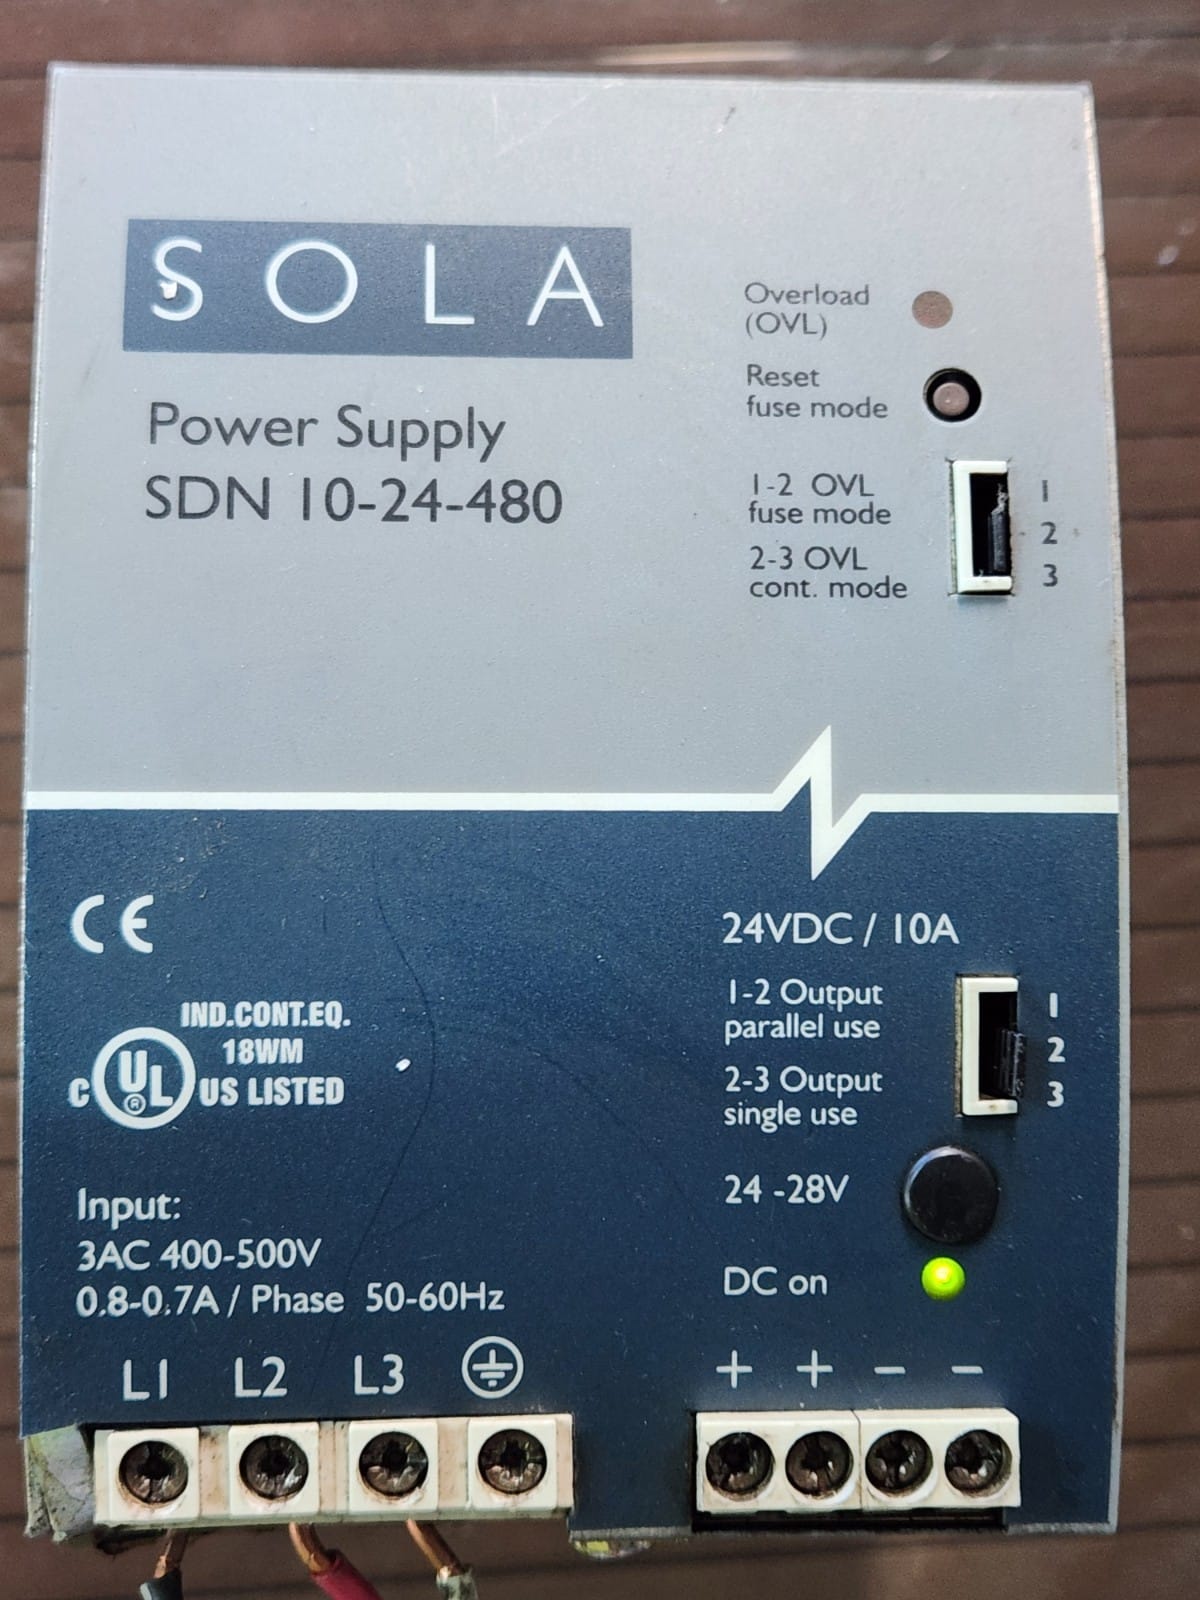 SOLA
Power Supply
SDN 10-24-480
Overload
(OVL)
Reset
fuse mode
1-2 OVL
fuse mode
2-3 OVL
cont. mode
1
2
3
CE
IND.CONT.EQ.
18WM
C UL ® US LISTED
24VDC / 10A
1-2 Output
parallel use
2-3 Output
single use
1
2
3
24 -28V
DC on
Input:
3AC 400-500V
0.8-0.7A / Phase 50-60Hz
L1 L2 L3
+ + − −